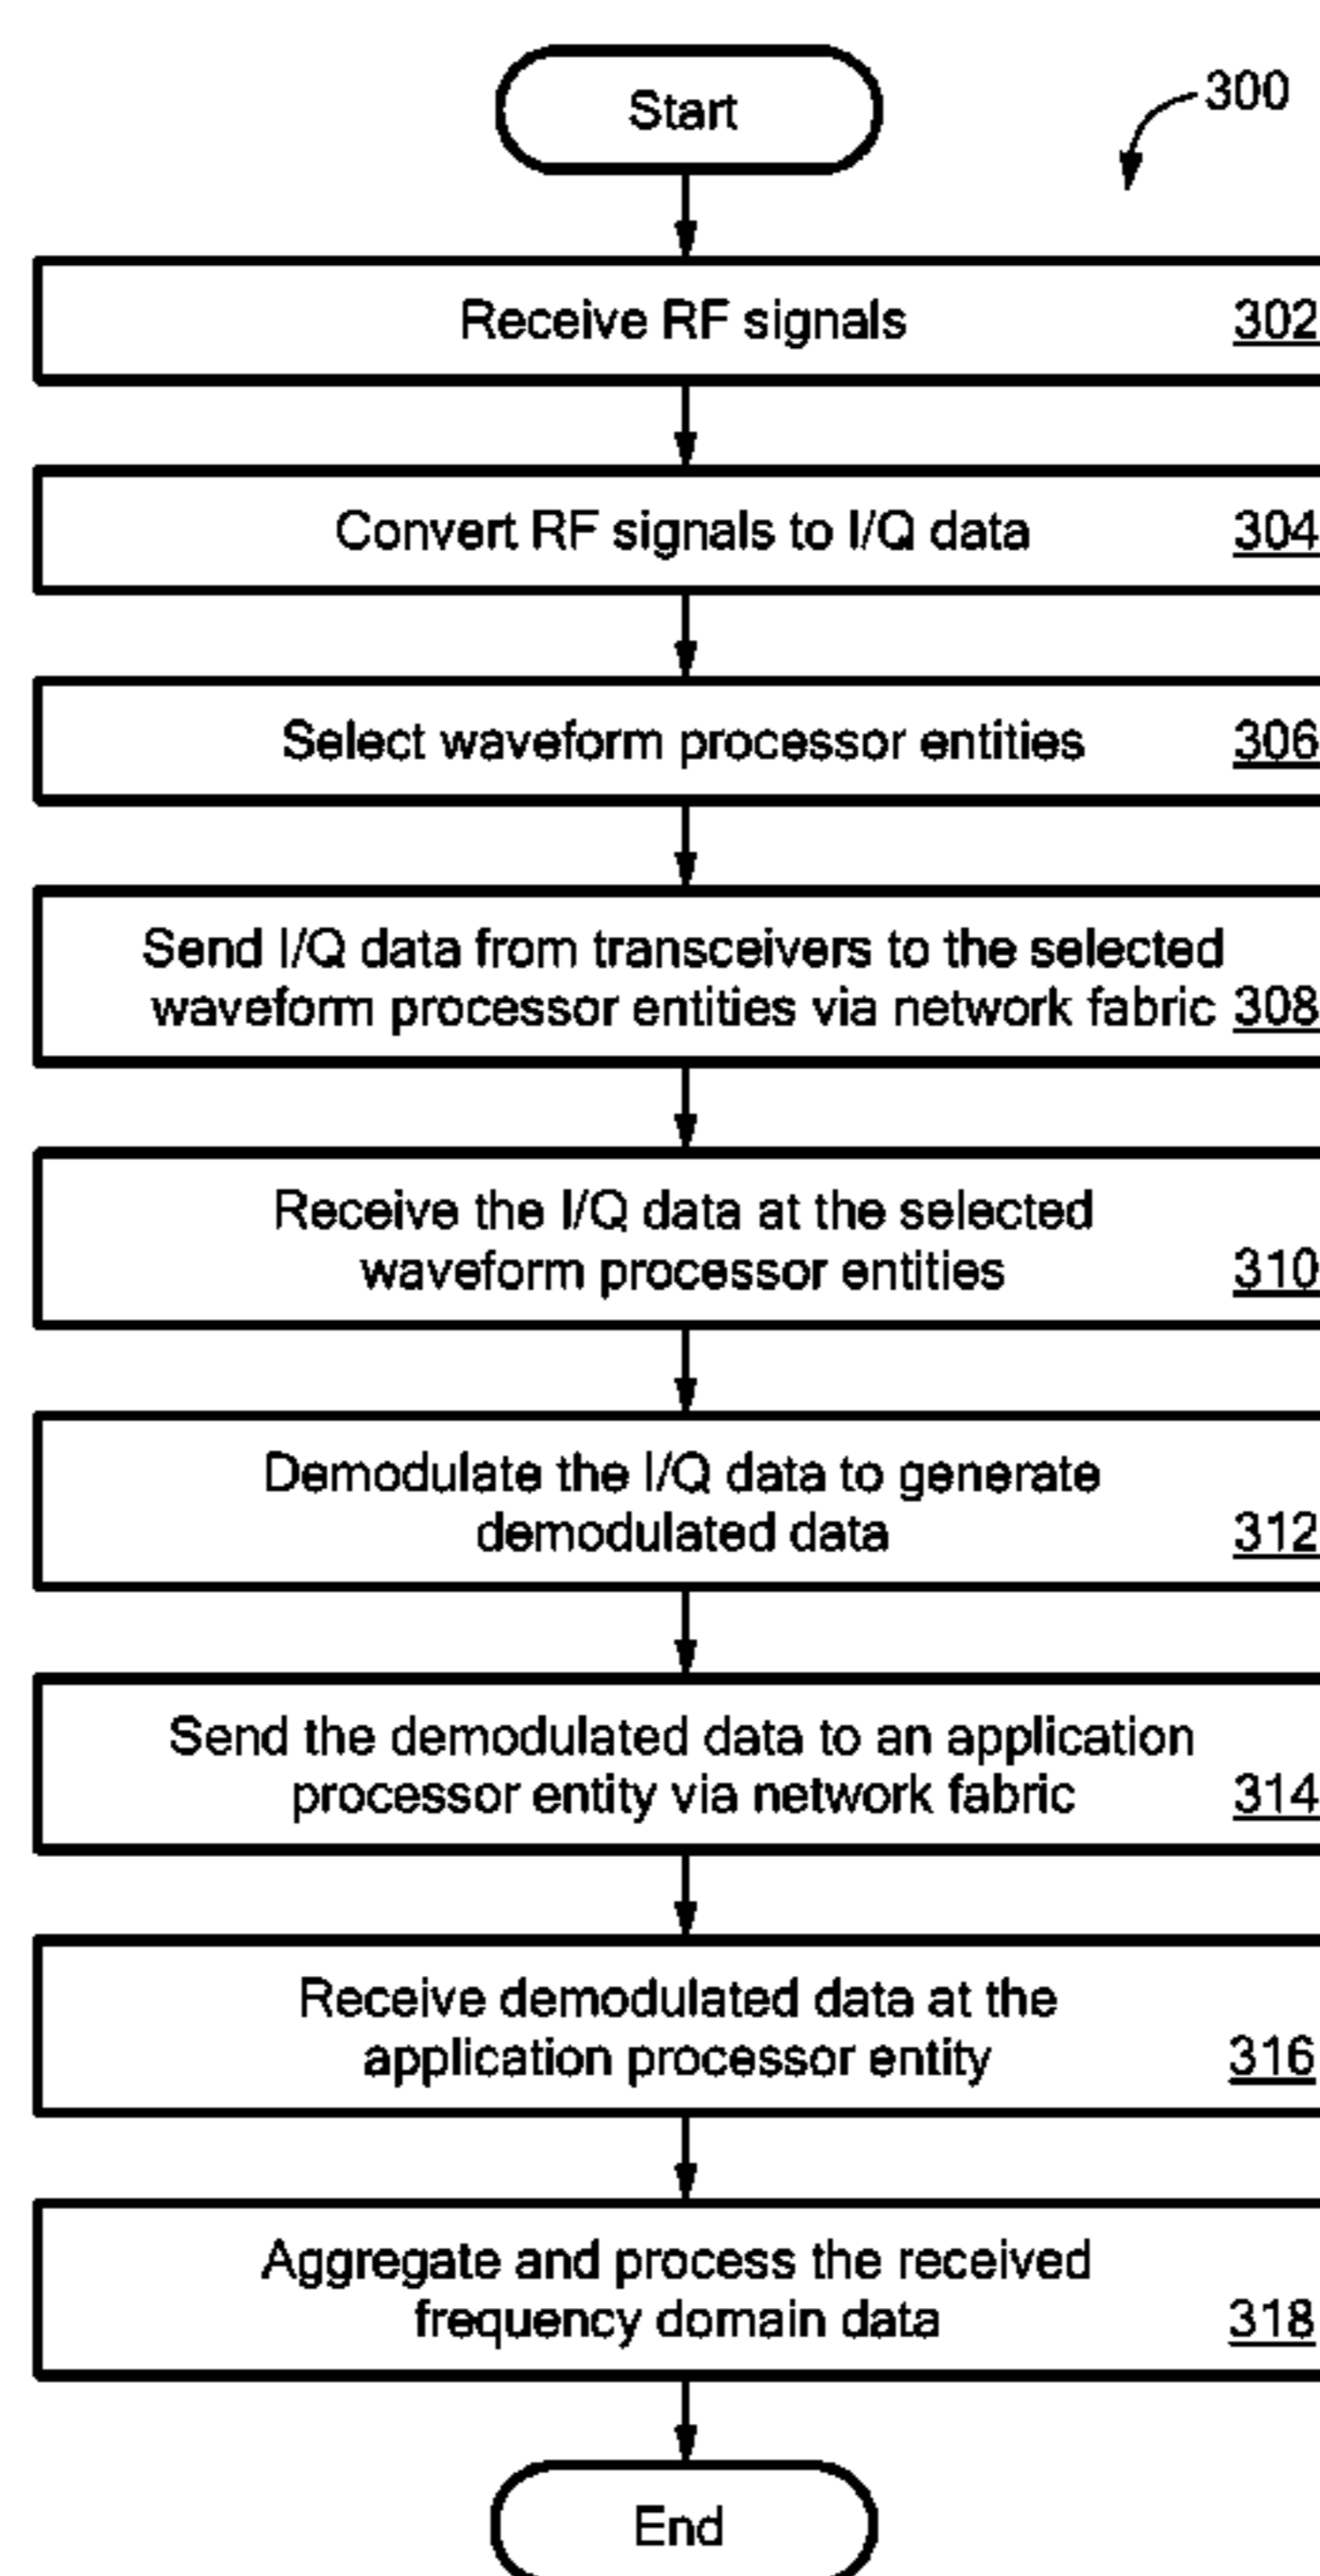 Start
300
Receive RF signals 302
Convert RF signals to I/Q data 304
Select waveform processor entities 306
Send I/Q data from transceivers to the selected
waveform processor entities via network fabric 308
Receive the I/Q data at the selected
waveform processor entities 310
Demodulate the I/Q data to generate
demodulated data 312
Send the demodulated data to an application
processor entity via network fabric 314
Receive demodulated data at the
application processor entity 316
Aggregate and process the received
frequency domain data 318
End